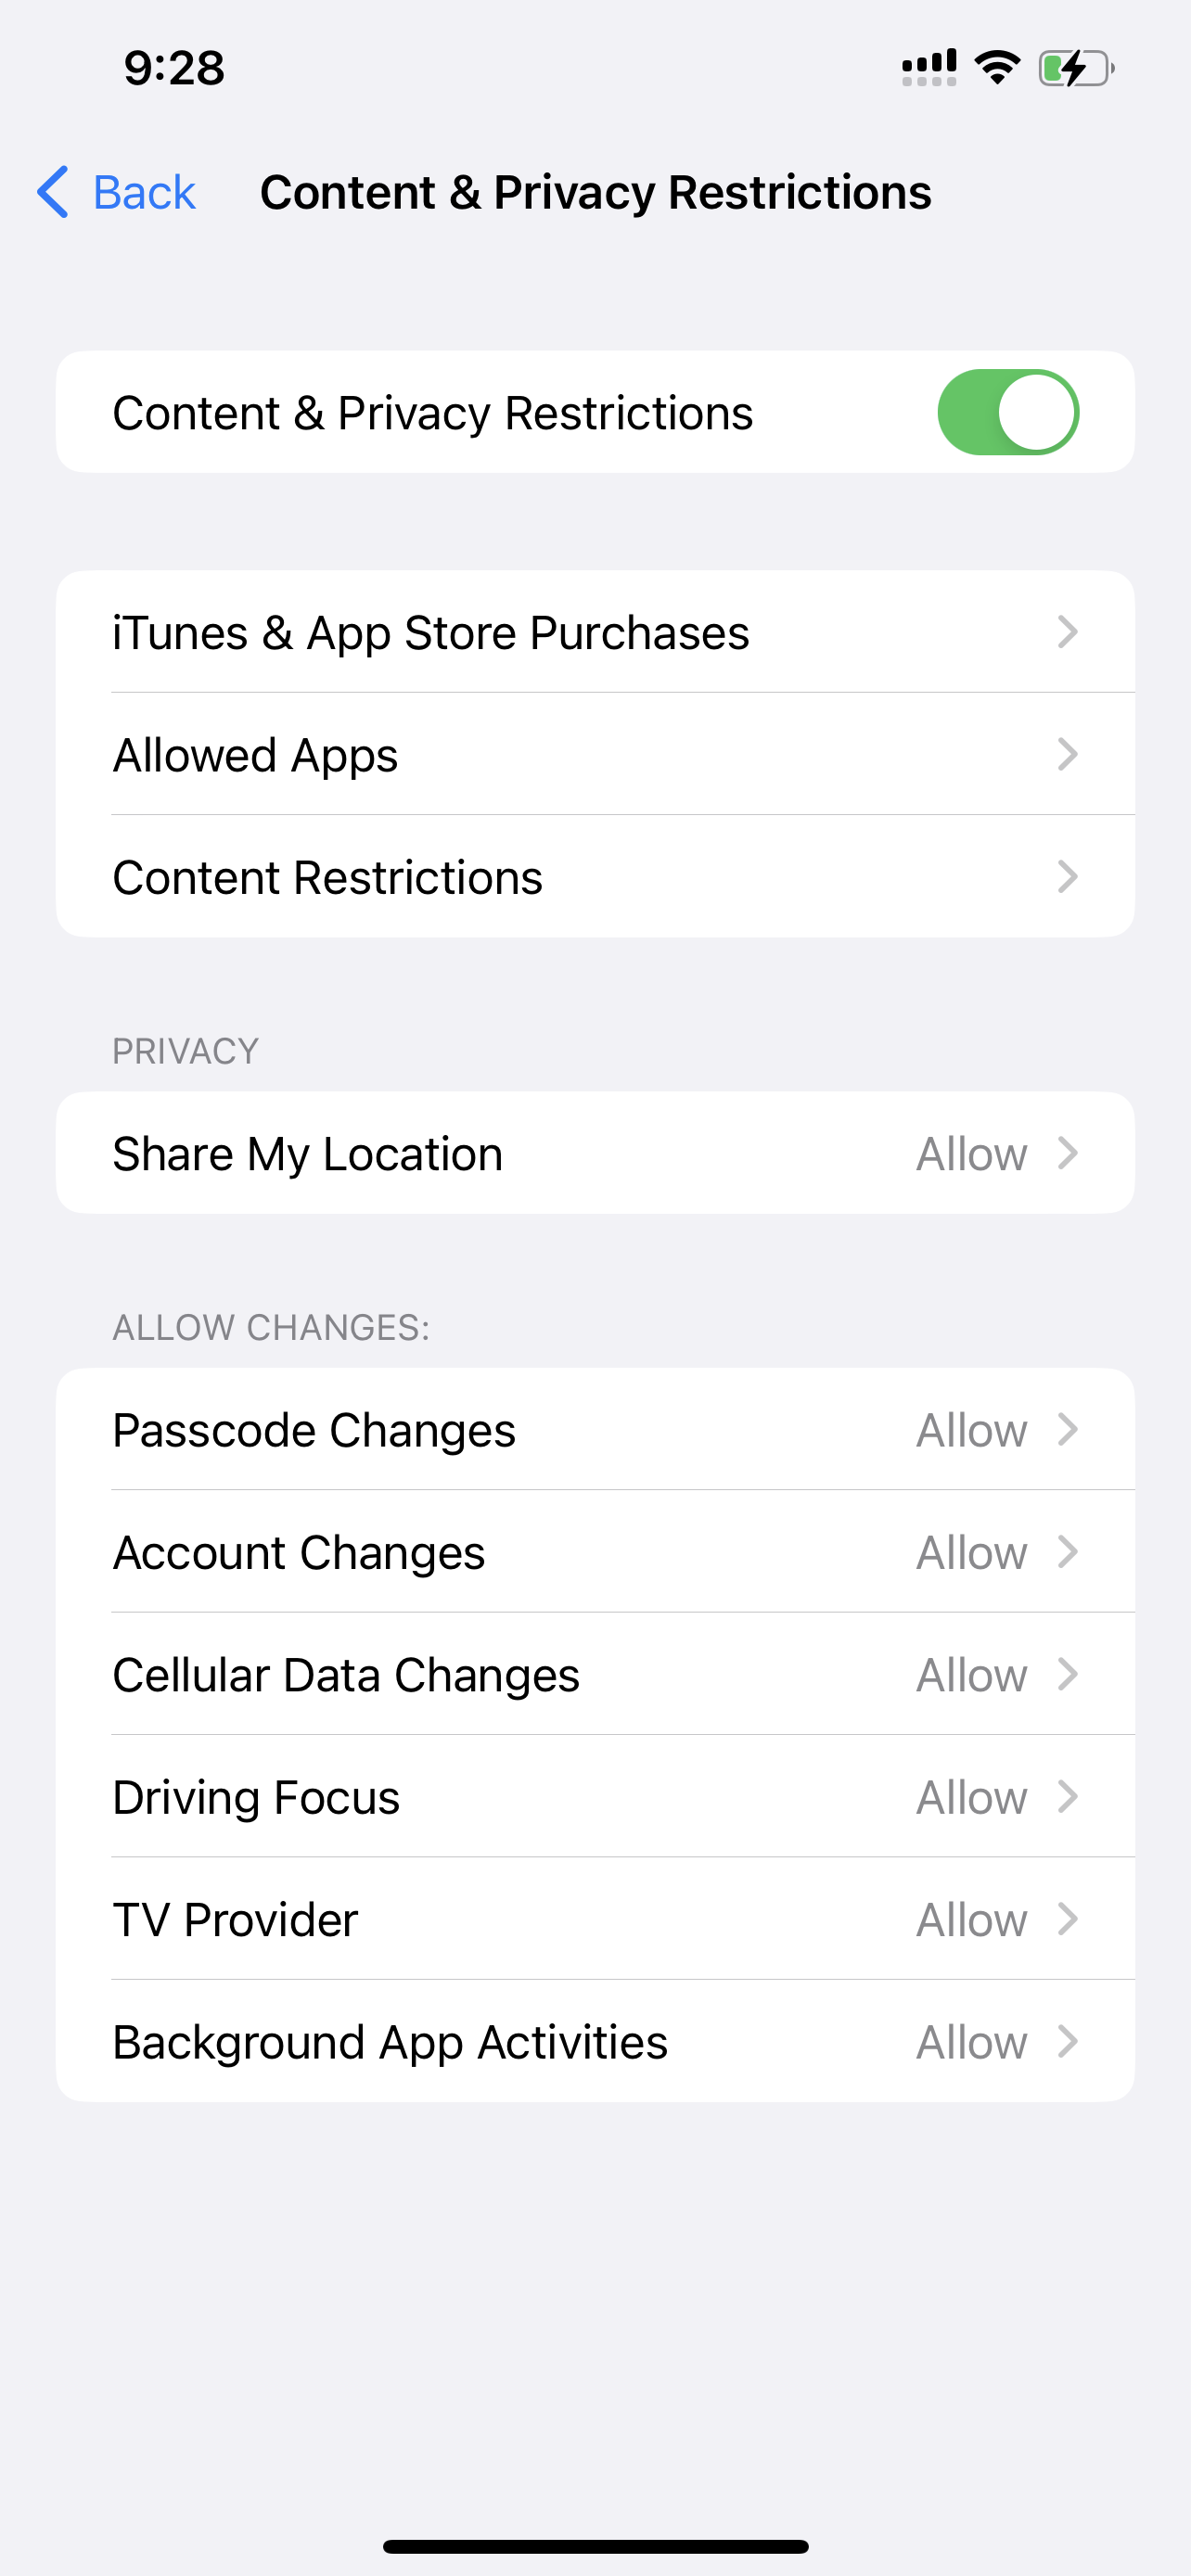 9:28
Back
Content & Privacy Restrictions
Content & Privacy Restrictions
iTunes & App Store Purchases
Allowed Apps
Content Restrictions
PRIVACY
Share My Location Allow
ALLOW CHANGES:
Passcode Changes Allow
Account Changes Allow
Cellular Data Changes Allow
Driving Focus Allow
TV Provider Allow
Background App Activities Allow